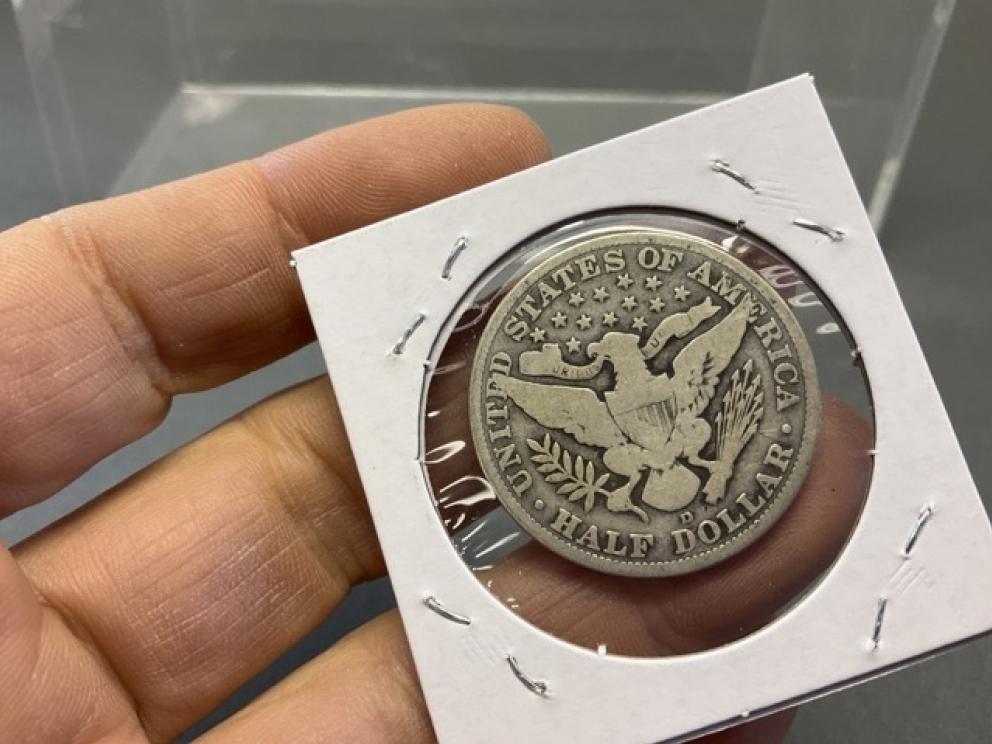 UNITED STATES OF AMERICA
HALF DOLLAR
D